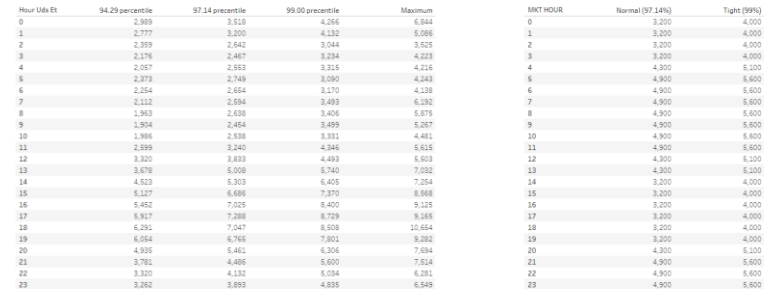 Hour Uds Et 94.29 percentile 97.14 percentile 99.00 percentile Maximum MKT HOUR Normal (97.14%) Tight (99%)
0 2,989 3,518 4,266 6,844 0 3,200 4,000
1 2,777 3,200 4,132 5,086 1 3,200 4,000
2 2,359 2,642 3,044 3,525 2 3,200 4,000
3 2,176 2,467 3,234 4,223 3 3,200 4,000
4 2,057 2,553 3,315 4,216 4 4,300 5,100
5 2,373 2,749 3,090 4,243 5 4,900 5,600
6 2,254 2,654 3,170 4,138 6 4,900 5,600
7 2,112 2,594 3,493 6,192 7 4,900 5,600
8 1,963 2,638 3,406 5,875 8 4,900 5,600
9 1,904 2,454 3,499 5,267 9 4,900 5,600
10 1,986 2,538 3,331 4,481 10 4,900 5,600
11 2,599 3,240 4,346 5,615 11 4,900 5,600
12 3,320 3,833 4,493 5,503 12 4,300 5,100
13 3,678 5,008 5,740 7,032 13 4,300 5,100
14 4,523 5,303 6,405 7,254 14 3,200 4,000
15 5,127 6,686 7,370 8,568 15 3,200 4,000
16 5,452 7,025 8,400 9,125 16 3,200 4,000
17 5,917 7,288 8,729 9,165 17 3,200 4,000
18 6,291 7,047 8,508 10,664 18 3,200 4,000
19 6,054 6,765 7,801 9,282 19 3,200 4,000
20 4,935 5,461 6,306 7,694 20 4,300 5,100
21 3,781 4,486 5,600 7,514 21 4,900 5,600
22 3,320 4,132 5,034 6,281 22 4,900 5,600
23 3,262 3,893 4,835 6,549 23 4,900 5,600